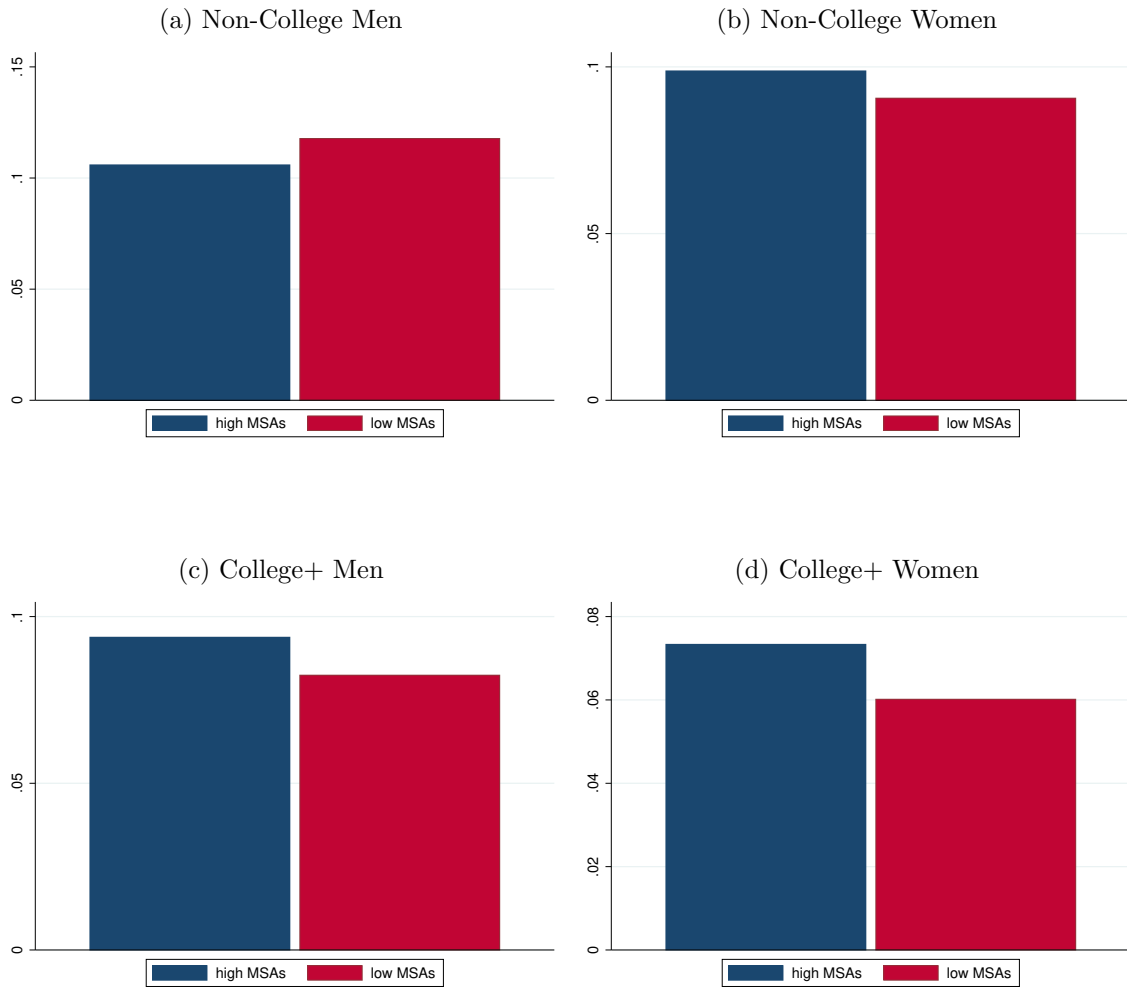 (a) Non-College Men
.15
.1
.05
0
high MSAs low MSAs
(b) Non-College Women
.1
.05
0
high MSAs low MSAs
(c) College+ Men
.1
.05
0
high MSAs low MSAs
(d) College+ Women
.08
.06
.04
.02
0
high MSAs low MSAs